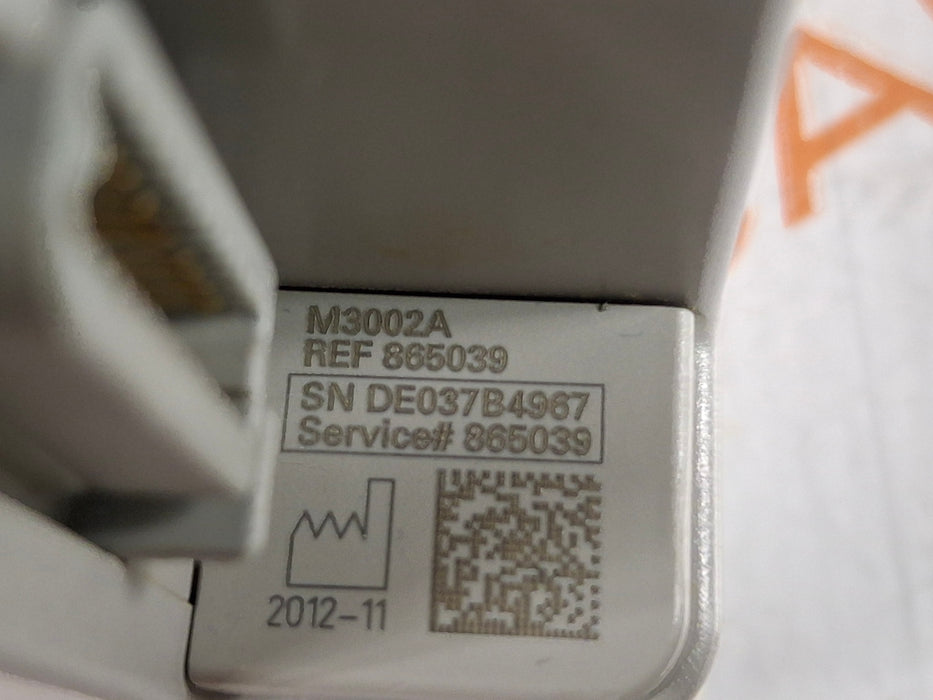 M3002A
REF 865039
SN DE037B4967
Service# 865039
2012-11
A